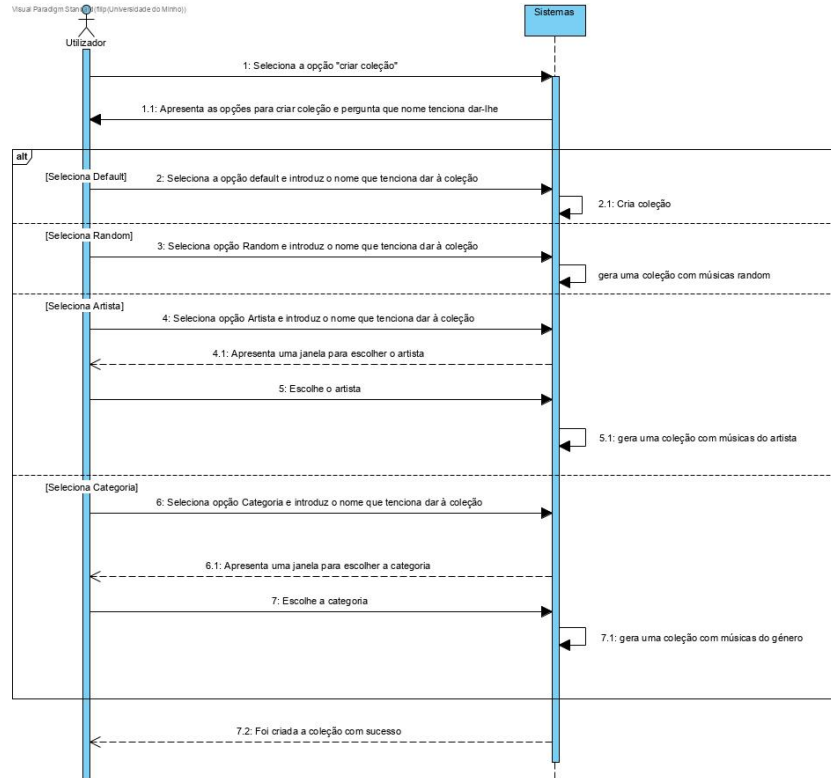 Visual Paradigm Standard(filip(Universidade do Minho))
Utilizador
Sistemas
1: Seleciona a opção "criar coleção"
1.1: Apresenta as opções para criar coleção e pergunta que nome tenciona dar-lhe
alt
[Seleciona Default]
2: Seleciona a opção default e introduz o nome que tenciona dar à coleção
2.1: Cria coleção
[Seleciona Random]
3: Seleciona opção Random e introduz o nome que tenciona dar à coleção
gera uma coleção com músicas random
[Seleciona Artista]
4: Seleciona opção Artista e introduz o nome que tenciona dar à coleção
4.1: Apresenta uma janela para escolher o artista
5: Escolhe o artista
5.1: gera uma coleção com músicas do artista
[Seleciona Categoria]
6: Seleciona opção Categoria e introduz o nome que tenciona dar à coleção
6.1: Apresenta uma janela para escolher a categoria
7: Escolhe a categoria
7.1: gera uma coleção com músicas do género
7.2: Foi criada a coleção com sucesso